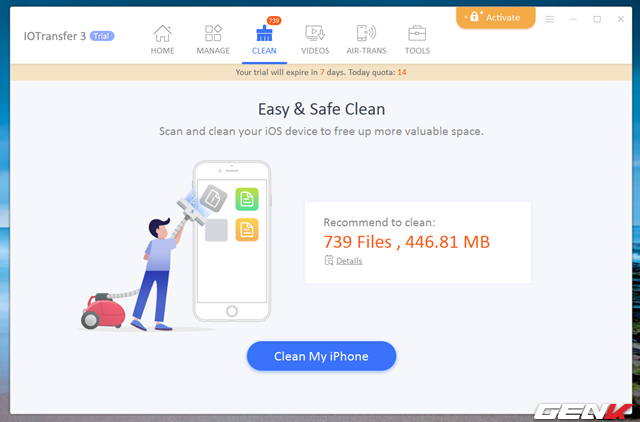 Activate
IOTransfer 3 Trial
739
HOME
MANAGE
CLEAN
VIDEOS
AIR-TRANS
TOOLS
Your trial will expire in 7 days. Today quota: 14
Easy & Safe Clean
Scan and clean your iOS device to free up more valuable space.
Recommend to clean:
739 Files , 446.81 MB
Details
Clean My iPhone
GENK